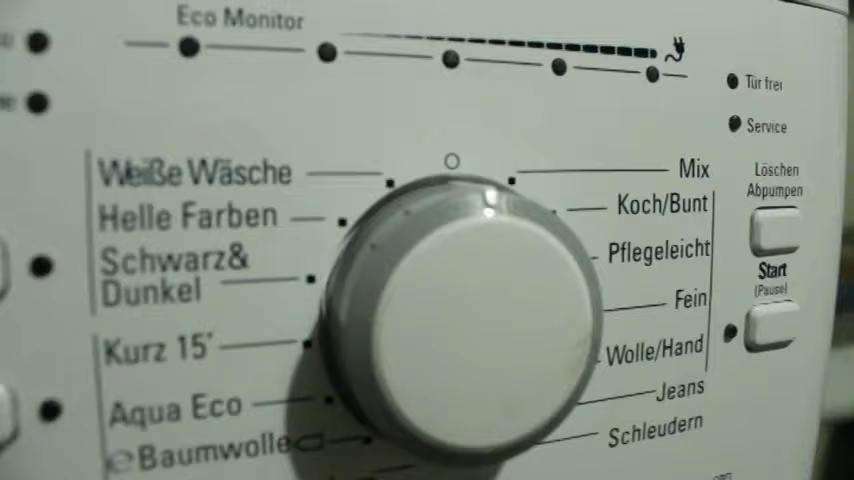 Eco Monitor
Tür frei
Service
Weiße Wäsche
Helle Farben
Schwarz&
Dunkel
Kurz 15'
Aqua Eco
Baumwolle
Mix
Koch/Bunt
Pflegeleicht
Fein
Wolle/Hand
Jeans
Schleudern
Löschen
Abpumpen
Start
(Pause)